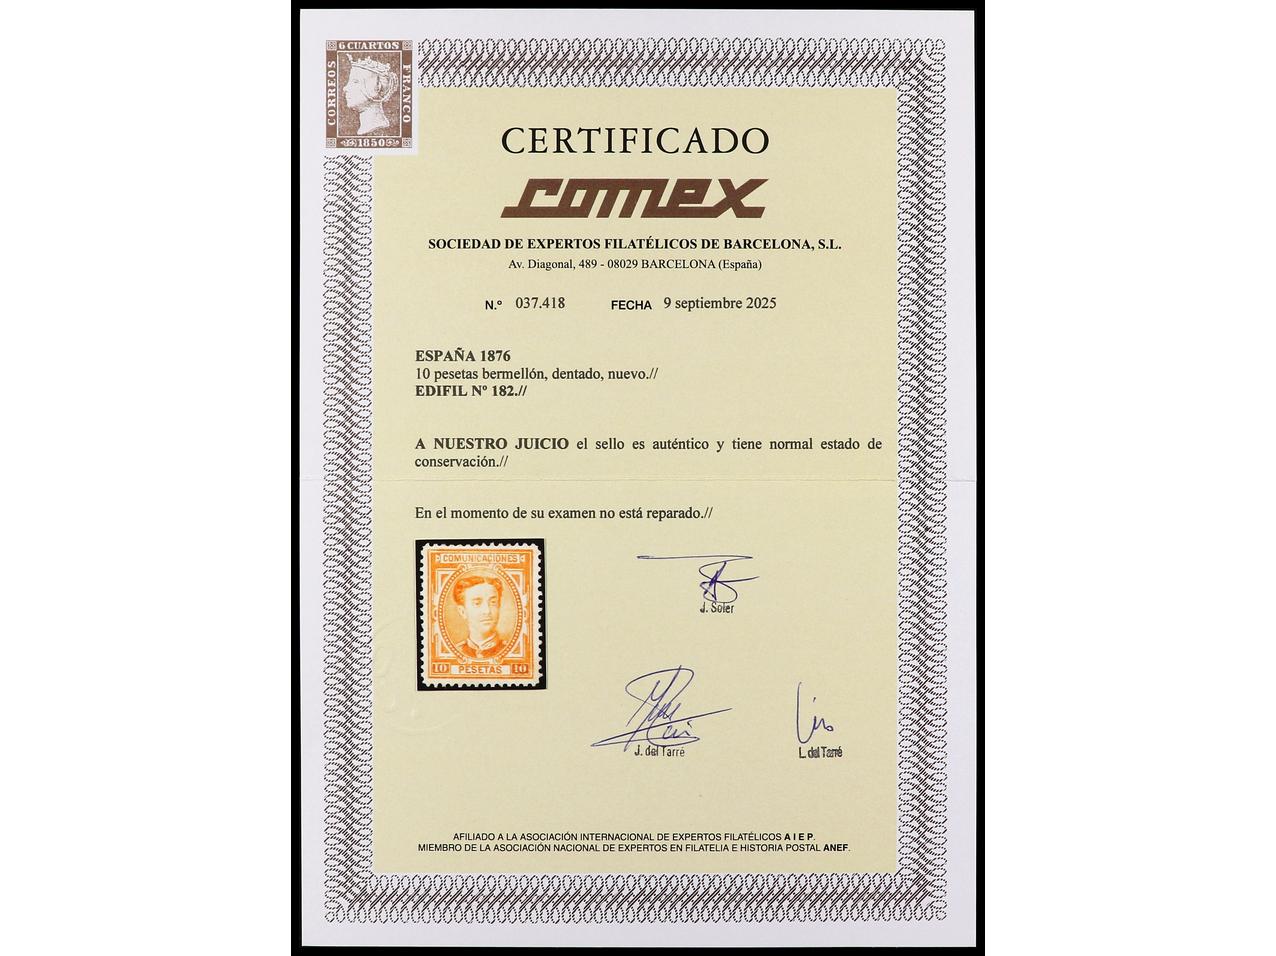 6 CUARTOS
CORREOS
FRANCO
1850
CERTIFICADO
comex
SOCIEDAD DE EXPERTOS FILATÉLICOS DE BARCELONA, S.L.
Av. Diagonal, 489 - 08029 BARCELONA (España)
N.º 037.418 FECHA 9 septiembre 2025
ESPAÑA 1876
10 pesetas bermellón, dentado, nuevo.//
EDIFIL Nº 182.//
A NUESTRO JUICIO el sello es auténtico y tiene normal estado de
conservación.//
En el momento de su examen no está reparado.//
COMUNICACIONES
10 PESETAS 10
J. Soler
J. del Tarré
L. del Tarré
AFILIADO A LA ASOCIACIÓN INTERNACIONAL DE EXPERTOS FILATÉLICOS A I E P.
MIEMBRO DE LA ASOCIACIÓN NACIONAL DE EXPERTOS EN FILATELIA E HISTORIA POSTAL ANEF.